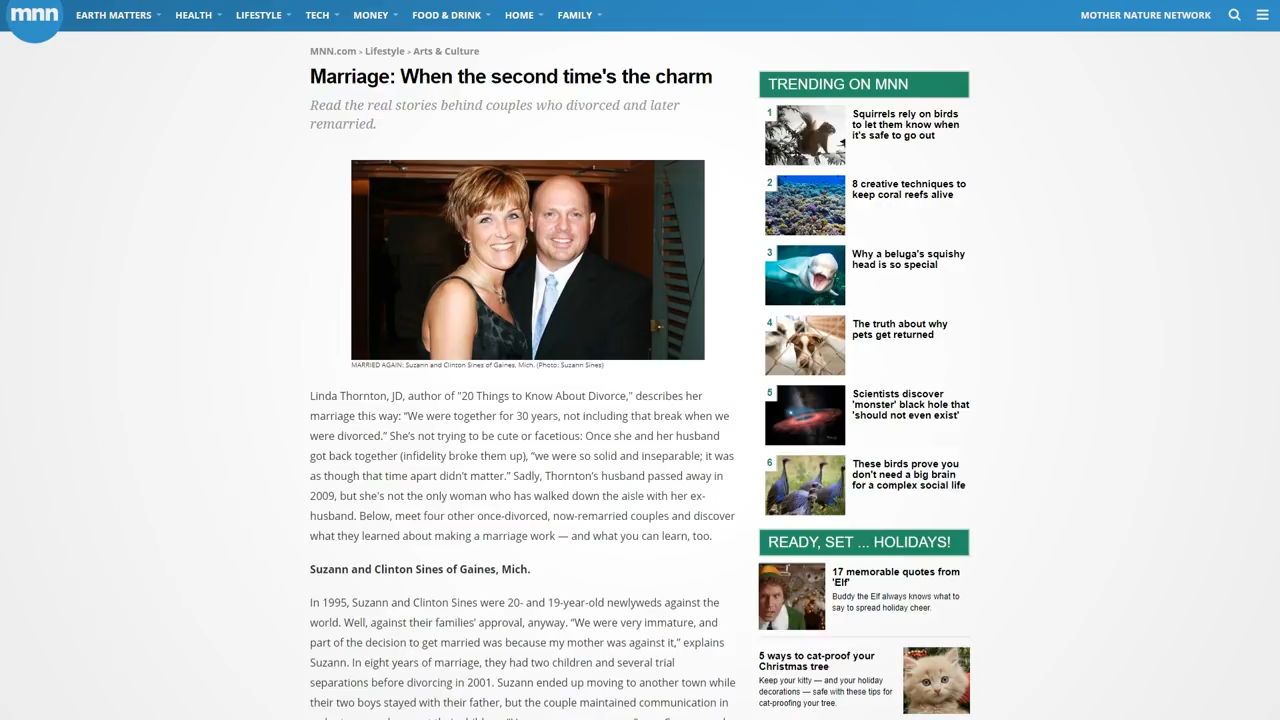 mnn
EARTH MATTERS HEALTH LIFESTYLE TECH MONEY FOOD & DRINK HOME FAMILY
MOTHER NATURE NETWORK
MNN.com > Lifestyle > Arts & Culture
Marriage: When the second time's the charm
Read the real stories behind couples who divorced and later
remarried.
MARRIED AGAIN: Suzann and Clinton Sines of Gaines, Mich. (Photo: Suzann Sines)
Linda Thornton, JD, author of "20 Things to Know About Divorce," describes her
marriage this way: “We were together for 30 years, not including that break when we
were divorced.” She’s not trying to be cute or facetious: Once she and her husband
got back together (infidelity broke them up), “we were so solid and inseparable; it was
as though that time apart didn’t matter.” Sadly, Thornton’s husband passed away in
2009, but she's not the only woman who has walked down the aisle with her ex-
husband. Below, meet four other once-divorced, now-remarried couples and discover
what they learned about making a marriage work — and what you can learn, too.
Suzann and Clinton Sines of Gaines, Mich.
In 1995, Suzann and Clinton Sines were 20- and 19-year-old newlyweds against the
world. Well, against their families’ approval, anyway. “We were very immature, and
part of the decision to get married was because my mother was against it,” explains
Suzann. In eight years of marriage, they had two children and several trial
separations before divorcing in 2001. Suzann ended up moving to another town while
their two boys stayed with their father, but the couple maintained communication in
TRENDING ON MNN
1
Squirrels rely on birds
to let them know when
it's safe to go out
2
8 creative techniques to
keep coral reefs alive
3
Why a beluga's squishy
head is so special
4
The truth about why
pets get returned
5
Scientists discover
'monster' black hole that
'should not even exist'
6
These birds prove you
don't need a big brain
for a complex social life
READY, SET ... HOLIDAYS!
17 memorable quotes from
'Elf'
Buddy the Elf always knows what to
say to spread holiday cheer.
5 ways to cat-proof your
Christmas tree
Keep your kitty — and your holiday
decorations — safe with these tips for
cat-proofing your tree.